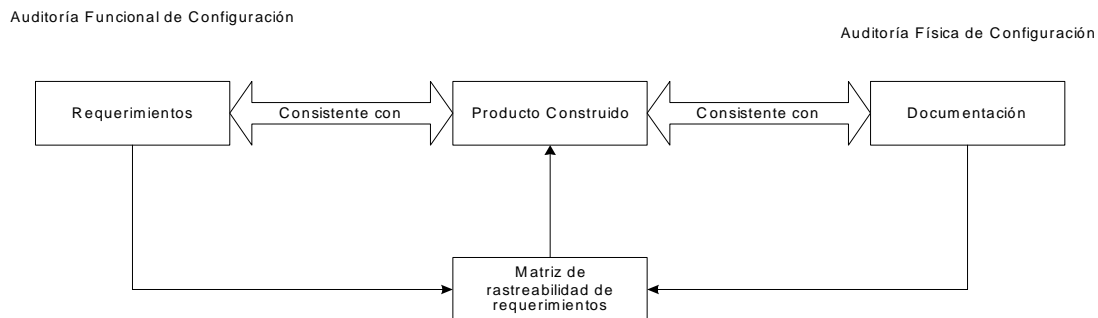 Auditoría Funcional de Configuración
Auditoría Física de Configuración
Requerimientos
Consistente con
Producto Construido
Consistente con
Documentación
Matriz de
rastreabilidad de
requerimientos